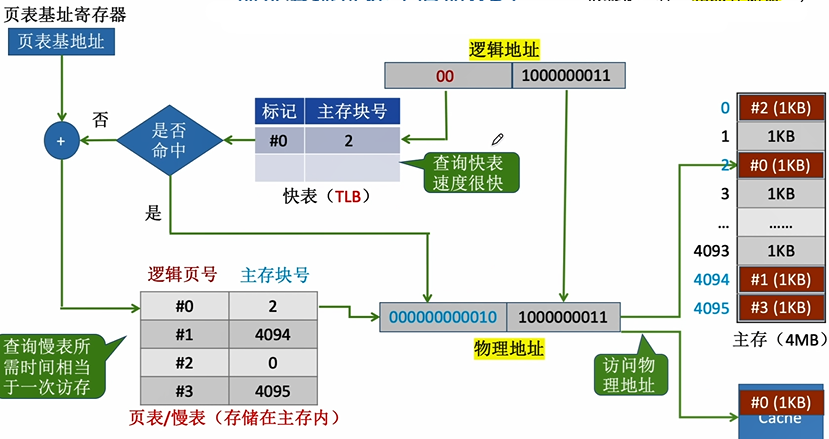 页表基址寄存器
页表基地址
逻辑地址
00
1000000011
标记
主存块号
#0
2
快表（TLB）
查询快表
速度很快
+
否
是否
命中
是
逻辑页号
主存块号
#0
2
#1
4094
#2
0
#3
4095
页表/慢表（存储在主存内）
查询慢表所
需时间相当
于一次访存
000000000010
1000000011
物理地址
访问物
理地址
0
#2 (1KB)
1
1KB
2
#0 (1KB)
3
1KB
...
......
4093
1KB
4094
#1 (1KB)
4095
#3 (1KB)
主存（4MB）
#0 (1KB)
Cache